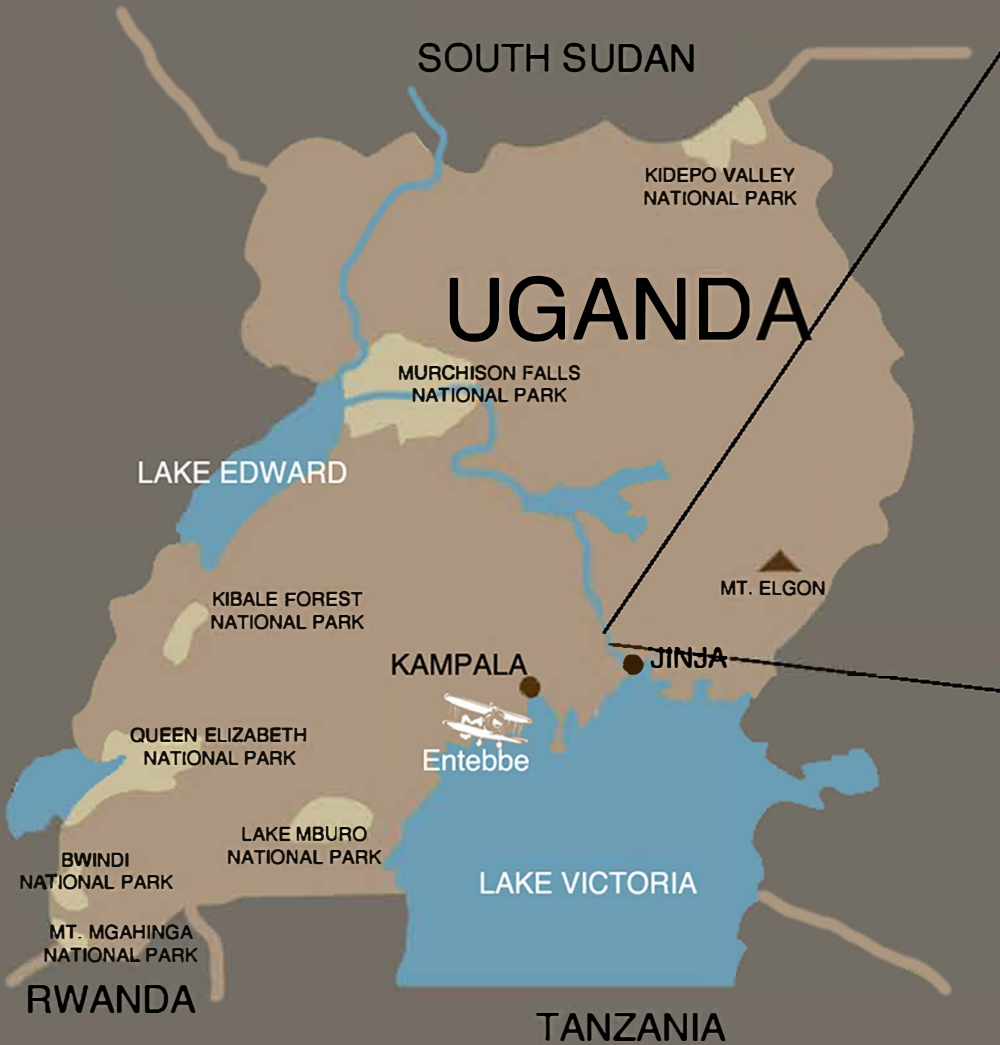 SOUTH SUDAN
KIDEPO VALLEY
NATIONAL PARK
UGANDA
MURCHISON FALLS
NATIONAL PARK
LAKE EDWARD
MT. ELGON
KIBALE FOREST
NATIONAL PARK
KAMPALA
JINJA
QUEEN ELIZABETH
NATIONAL PARK
Entebbe
LAKE MBURO
NATIONAL PARK
BWINDI
NATIONAL PARK
LAKE VICTORIA
MT. MGAHINGA
NATIONAL PARK
RWANDA
TANZANIA